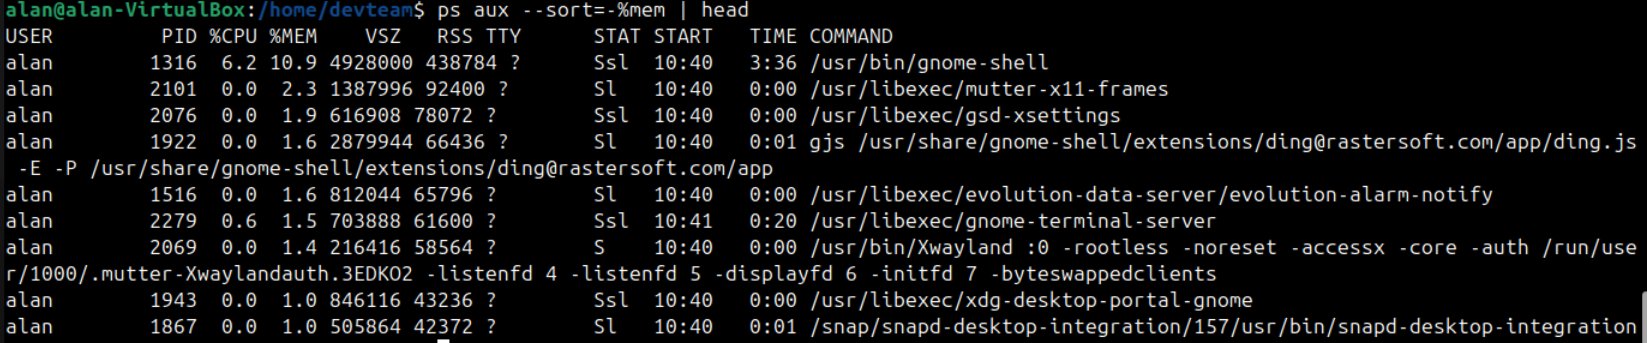 alan@alan-VirtualBox:/home/devteam$ ps aux --sort=-%mem | head
USER         PID %CPU %MEM    VSZ   RSS TTY      STAT START   TIME COMMAND
alan        1316  6.2 10.9 4928000 438784 ?      Ssl  10:40   3:36 /usr/bin/gnome-shell
alan        2101  0.0  2.3 1387996 92400 ?       Sl   10:40   0:00 /usr/libexec/mutter-x11-frames
alan        2076  0.0  1.9 616908 78072 ?        Ssl  10:40   0:00 /usr/libexec/gsd-xsettings
alan        1922  0.0  1.6 2879944 66436 ?       Sl   10:40   0:01 gjs /usr/share/gnome-shell/extensions/ding@rastersoft.com/app/ding.js
 -E -P /usr/share/gnome-shell/extensions/ding@rastersoft.com/app
alan        1516  0.0  1.6 812044 65796 ?        Sl   10:40   0:00 /usr/libexec/evolution-data-server/evolution-alarm-notify
alan        2279  0.6  1.5 703888 61600 ?        Ssl  10:41   0:20 /usr/libexec/gnome-terminal-server
alan        2069  0.0  1.4 216416 58564 ?        S    10:40   0:00 /usr/bin/Xwayland :0 -rootless -noreset -accessx -core -auth /run/use
r/1000/.mutter-Xwaylandauth.3EDKO2 -listenfd 4 -listenfd 5 -displayfd 6 -initfd 7 -byteswappedclients
alan        1943  0.0  1.0 846116 43236 ?        Ssl  10:40   0:00 /usr/libexec/xdg-desktop-portal-gnome
alan        1867  0.0  1.0 505864 42372 ?        Sl   10:40   0:01 /snap/snapd-desktop-integration/157/usr/bin/snapd-desktop-integration